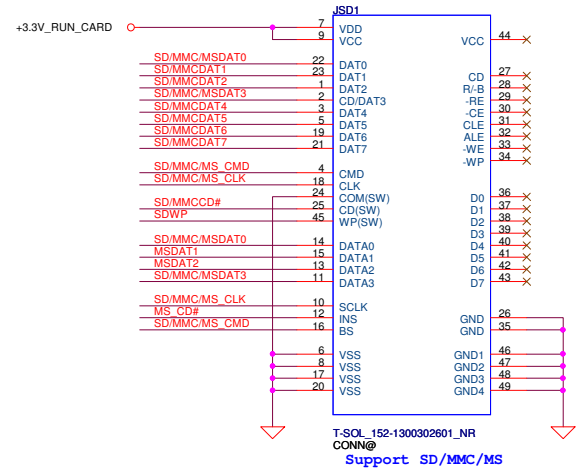 JSD1
+3.3V_RUN_CARD
7 VDD
9 VCC
VCC 44
SD/MMC/MSDAT0 22 DAT0
SD/MMCDAT1 23 DAT1
SD/MMCDAT2 1 DAT2
SD/MMC/MSDAT3 2 CD/DAT3
SD/MMCDAT4 3 DAT4
SD/MMCDAT5 5 DAT5
SD/MMCDAT6 19 DAT6
SD/MMCDAT7 21 DAT7
CD 27
R/-B 28
-RE 29
-CE 30
CLE 31
ALE 32
-WE 33
-WP 34
SD/MMC/MS_CMD 4 CMD
SD/MMC/MS_CLK 18 CLK
24 COM(SW)
SD/MMCCD# 25 CD(SW)
SDWP 45 WP(SW)
D0 36
D1 37
D2 38
D3 39
D4 40
D5 41
D6 42
D7 43
SD/MMC/MSDAT0 14 DATA0
MSDAT1 15 DATA1
MSDAT2 13 DATA2
SD/MMC/MSDAT3 11 DATA3
SD/MMC/MS_CLK 10 SCLK
MS_CD# 12 INS
SD/MMC/MS_CMD 16 BS
GND 26
GND 35
6 VSS
8 VSS
17 VSS
20 VSS
GND1 46
GND2 47
GND3 48
GND4 49
T-SOL_152-1300302601_NR
CONN@
Support SD/MMC/MS